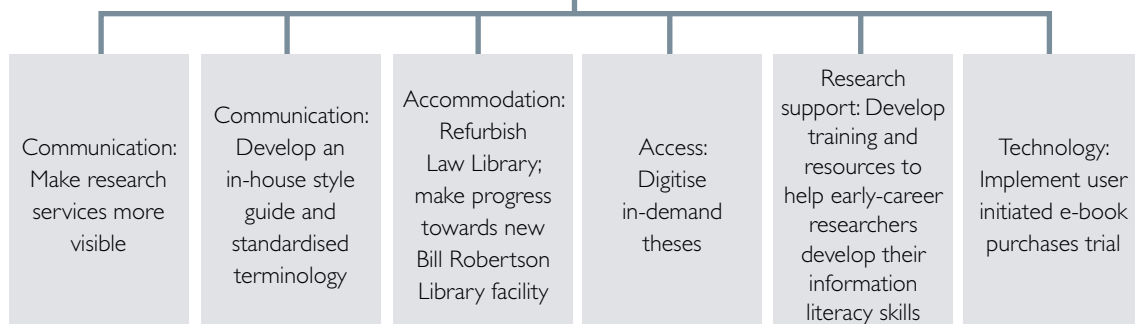 Communication:
Make research
services more
visible
Communication:
Develop an
in-house style
guide and
standardised
terminology
Accommodation:
Refurbish
Law Library;
make progress
towards new
Bill Robertson
Library facility
Access:
Digitise
in-demand
theses
Research
support: Develop
training and
resources to
help early-career
researchers
develop their
information
literacy skills
Technology:
Implement user
initiated e-book
purchases trial